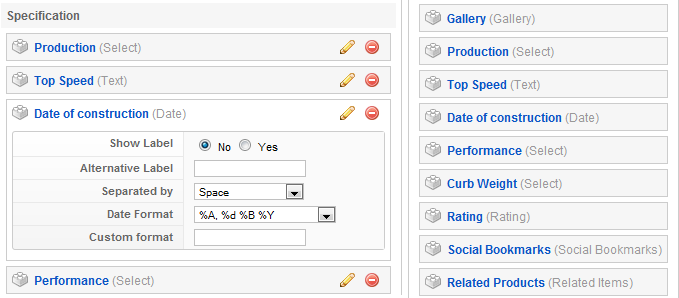 Specification
Production (Select)
Top Speed (Text)
Date of construction (Date)
Show Label No Yes
Alternative Label
Separated by Space
Date Format %A, %d %B %Y
Custom format
Performance (Select)
Gallery (Gallery)
Production (Select)
Top Speed (Text)
Date of construction (Date)
Performance (Select)
Curb Weight (Select)
Rating (Rating)
Social Bookmarks (Social Bookmarks)
Related Products (Related Items)